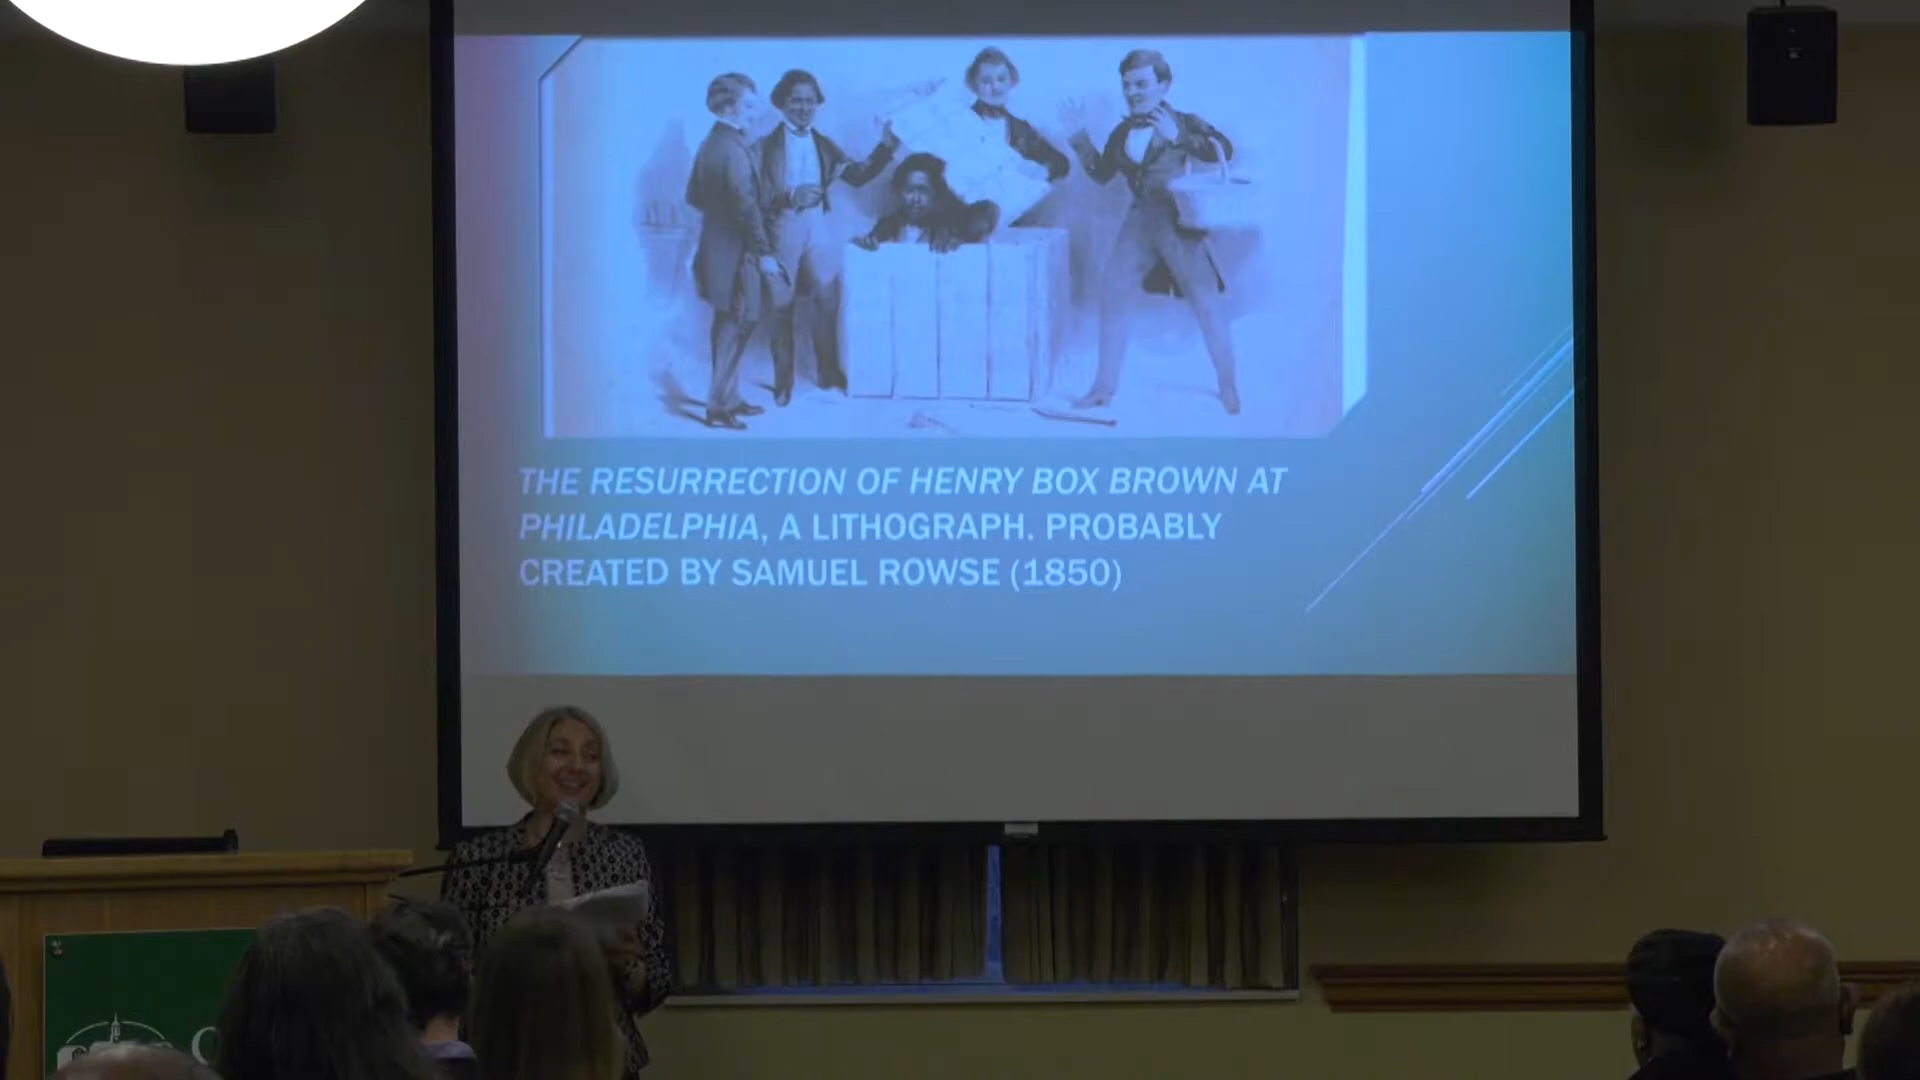 THE RESURRECTION OF HENRY BOX BROWN AT
PHILADELPHIA, A LITHOGRAPH. PROBABLY
CREATED BY SAMUEL ROWSE (1850)